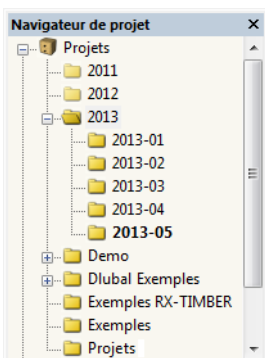 Navigateur de projet
Projets
2011
2012
2013
2013-01
2013-02
2013-03
2013-04
2013-05
Demo
Dlubal Exemples
Exemples RX-TIMBER
Exemples
Projets